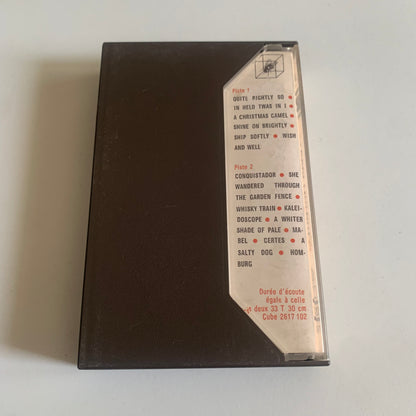 Piste 1
QUITE RIGHTLY SO •
IN HELD TWAS IN I •
A CHRISTMAS CAMEL •
SHINE ON BRIGHTLY •
SHIP SOFTLY • WISH
AND WELL
Piste 2
CONQUISTADOR • SHE
WANDERED THROUGH
THE GARDEN FENCE •
WHISKY TRAIN • KALEI-
DOSCOPE • A WHITER
SHADE OF PALE • MA-
BEL • CERTES • A
SALTY DOG • HOM-
BURG
Durée d'écoute
égale à celle
deux 33 T 30 cm
Cube 2617 102